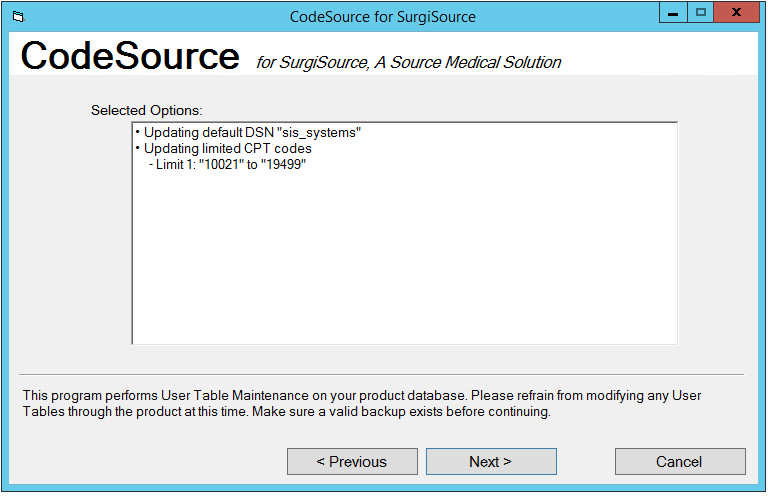 CodeSource for SurgiSource
CodeSource for SurgiSource, A Source Medical Solution
Selected Options:
• Updating default DSN "sis_systems"
• Updating limited CPT codes
- Limit 1: "10021" to "19499"
This program performs User Table Maintenance on your product database. Please refrain from modifying any User
Tables through the product at this time. Make sure a valid backup exists before continuing.
< Previous Next > Cancel